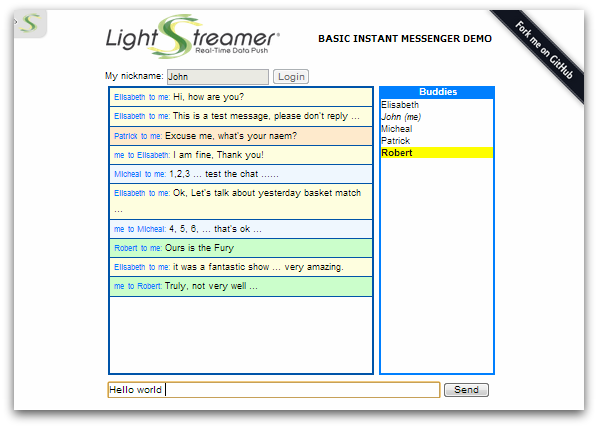 LightStreamer
Real-Time Data Push
BASIC INSTANT MESSENGER DEMO
Fork me on GitHub
My nickname: John Login
Elisabeth to me: Hi, how are you?
Elisabeth to me: This is a test message, please don't reply ...
Patrick to me: Excuse me, what's your naem?
me to Elisabeth: I am fine, Thank you!
Micheal to me: 1,2,3 ... test the chat ......
Elisabeth to me: Ok, Let's talk about yesterday basket match
...
me to Micheal: 4, 5, 6, ... that's ok ...
Robert to me: Ours is the Fury
Elisabeth to me: it was a fantastic show ... very amazing.
me to Robert: Truly, not very well ...
Buddies
Elisabeth
John (me)
Micheal
Patrick
Robert
Hello world
Send